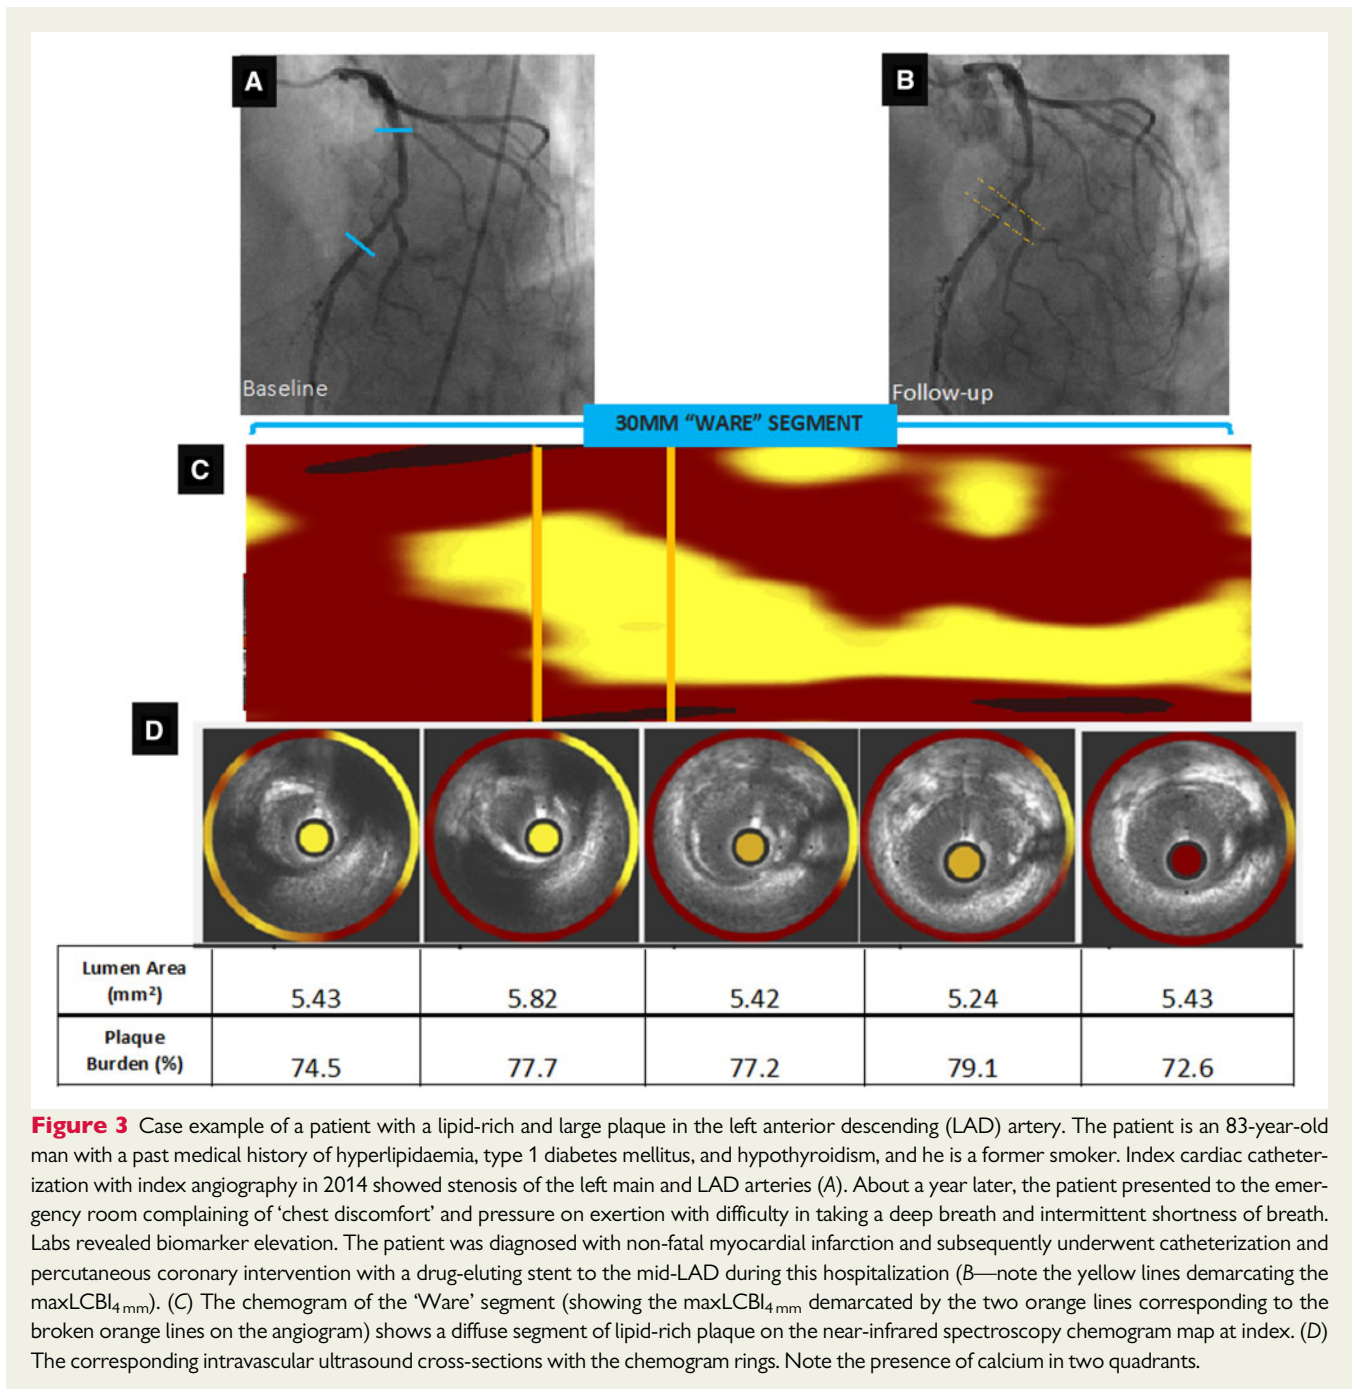 A
B
Baseline
Follow-up
30MM “WARE” SEGMENT
C
D
Lumen Area
(mm²)
5.43
5.82
5.42
5.24
5.43
Plaque
Burden (%)
74.5
77.7
77.2
79.1
72.6
Figure 3 Case example of a patient with a lipid-rich and large plaque in the left anterior descending (LAD) artery. The patient is an 83-year-old
man with a past medical history of hyperlipidaemia, type 1 diabetes mellitus, and hypothyroidism, and he is a former smoker. Index cardiac catheter-
ization with index angiography in 2014 showed stenosis of the left main and LAD arteries (A). About a year later, the patient presented to the emer-
gency room complaining of ‘chest discomfort’ and pressure on exertion with difficulty in taking a deep breath and intermittent shortness of breath.
Labs revealed biomarker elevation. The patient was diagnosed with non-fatal myocardial infarction and subsequently underwent catheterization and
percutaneous coronary intervention with a drug-eluting stent to the mid-LAD during this hospitalization (B—note the yellow lines demarcating the
maxLCBI4 mm). (C) The chemogram of the ‘Ware’ segment (showing the maxLCBI4 mm demarcated by the two orange lines corresponding to the
broken orange lines on the angiogram) shows a diffuse segment of lipid-rich plaque on the near-infrared spectroscopy chemogram map at index. (D)
The corresponding intravascular ultrasound cross-sections with the chemogram rings. Note the presence of calcium in two quadrants.